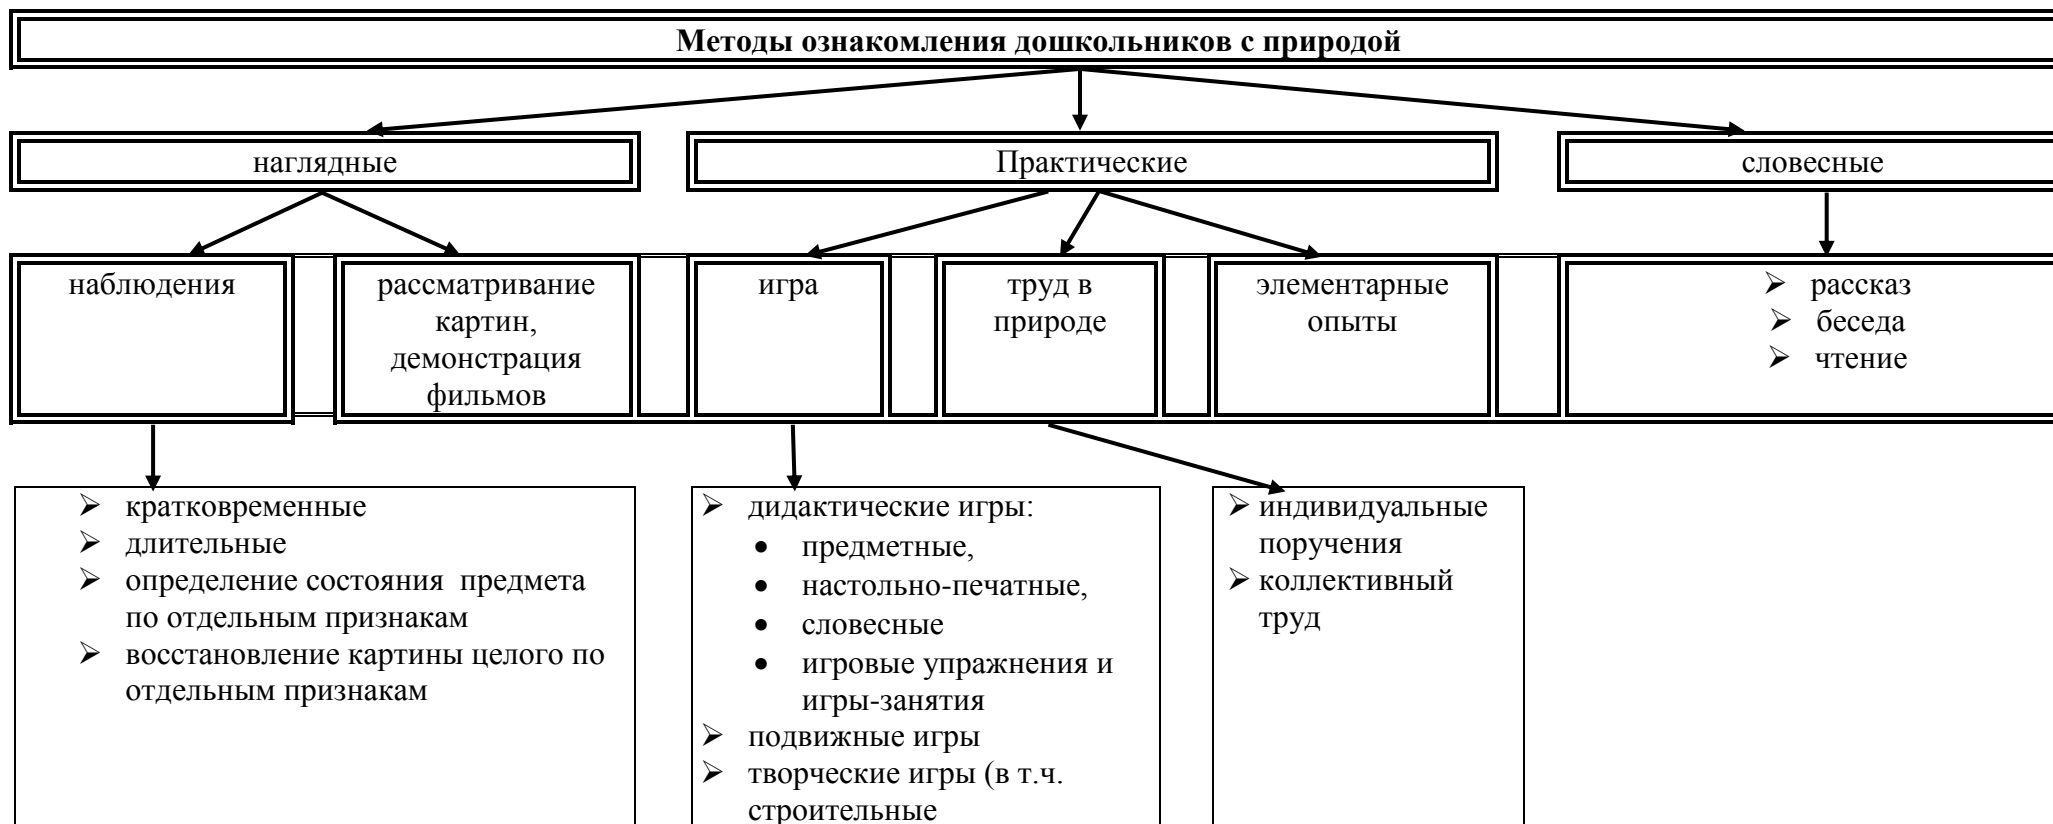 Методы ознакомления дошкольников с природой
наглядные
Практические
словесные
наблюдения
рассматривание
картин,
демонстрация
фильмов
игра
труд в
природе
элементарные
опыты
➢ рассказ
➢ беседа
➢ чтение
➢ кратковременные
➢ длительные
➢ определение состояния предмета
по отдельным признакам
➢ восстановление картины целого по
отдельным признакам
➢ дидактические игры:
• предметные,
• настольно-печатные,
• словесные
• игровые упражнения и
игры-занятия
➢ подвижные игры
➢ творческие игры (в т.ч.
строительные
➢ индивидуальные
поручения
➢ коллективный
труд